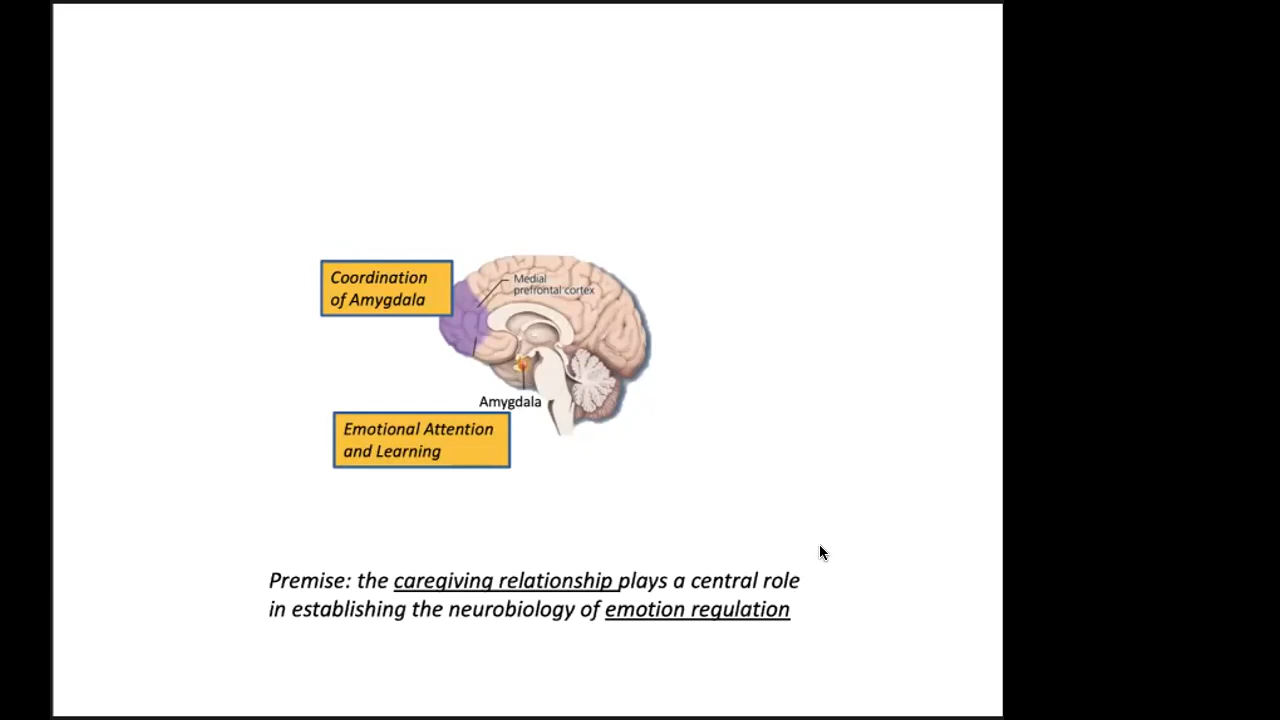 Coordination
of Amygdala
Medial
prefrontal cortex
Amygdala
Emotional Attention
and Learning
Premise: the caregiving relationship plays a central role
in establishing the neurobiology of emotion regulation